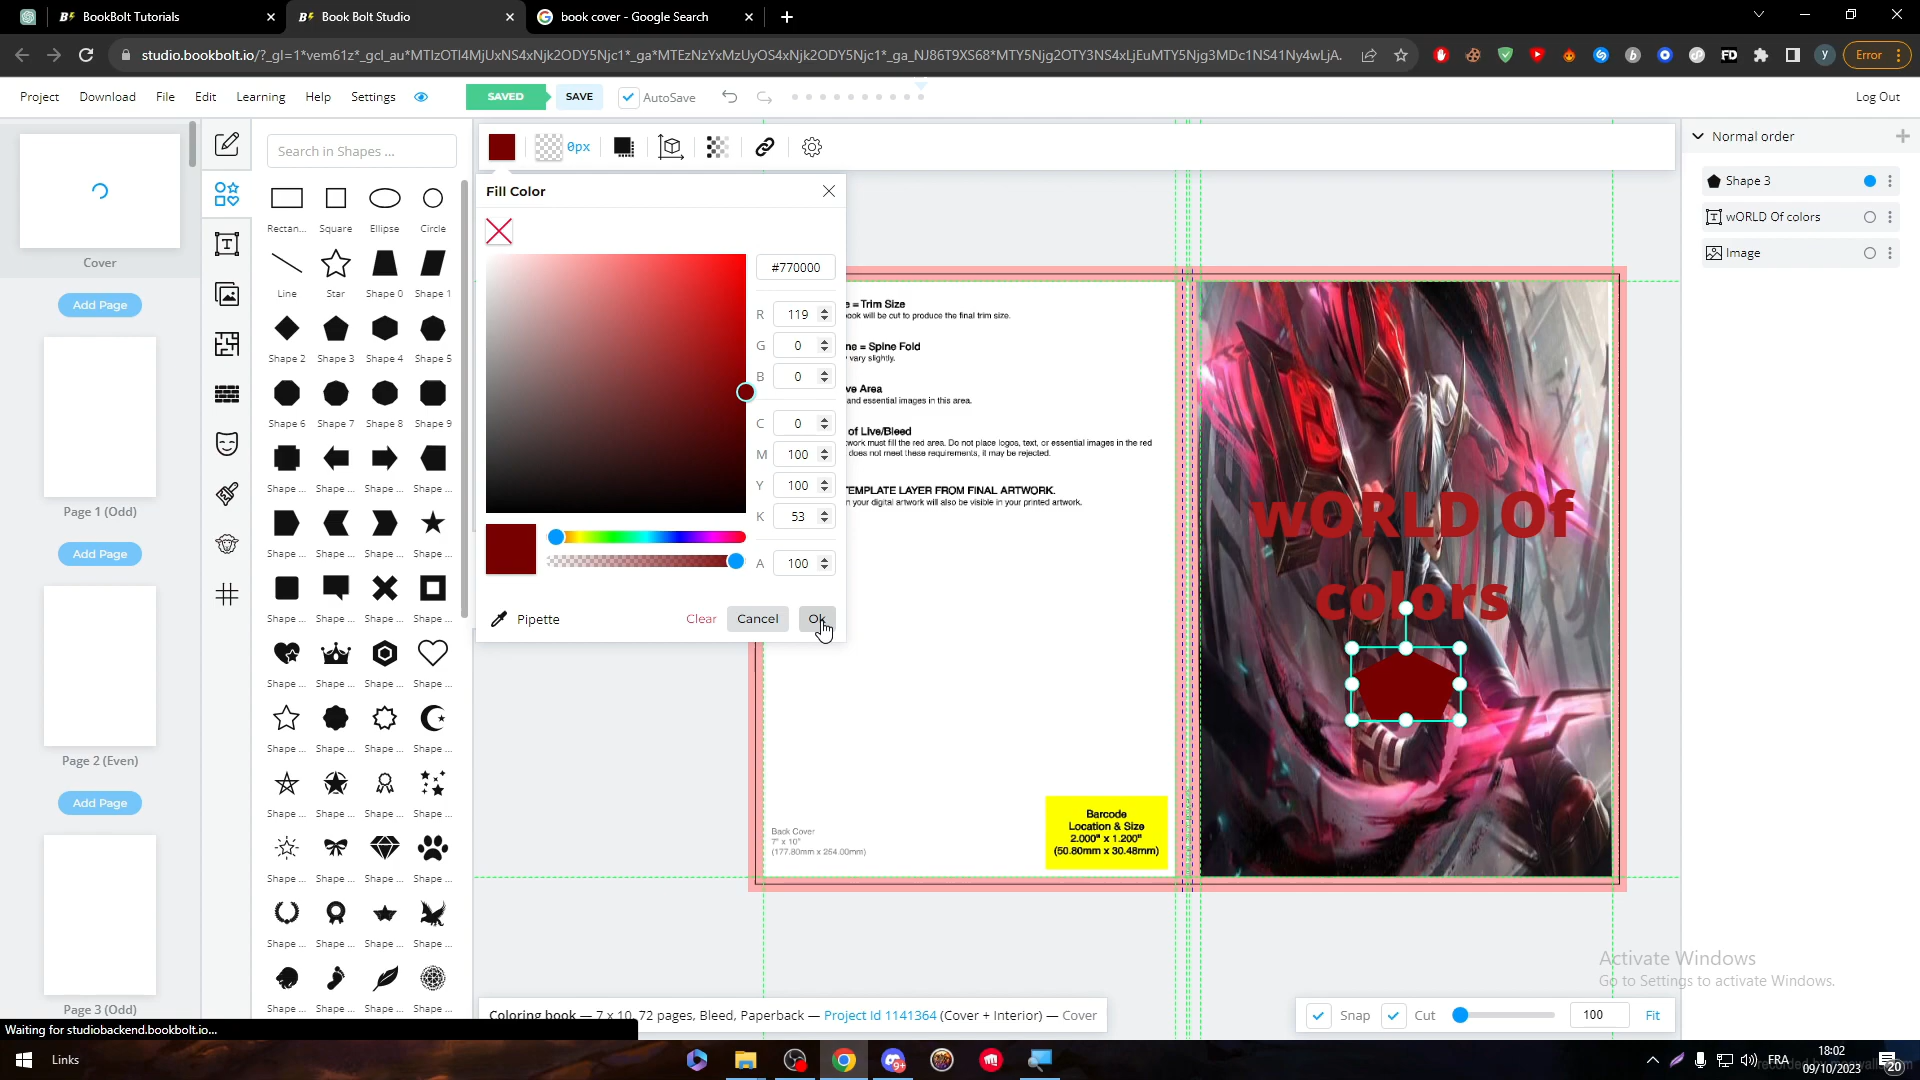 BookBolt Tutorials
Book Bolt Studio
book cover - Google Search
studio.bookbolt.io/?_gl=1*vem61z*_gcl_au*MTIzOTI4MjUxNS4xNjk2ODY5Njc1*_ga*MTEzNzYxMzUyOS4xNjk2ODY5Njc1*_ga_NJ86T9XS68*MTY5Njg2OTY3NS4xLjEuMTY5Njg3MDc1NS41Ny4wLjA.
Error
Project
Download
File
Edit
Learning
Help
Settings
SAVED
SAVE
AutoSave
Log Out
Cover
Add Page
Page 1 (Odd)
Add Page
Page 2 (Even)
Add Page
Page 3 (Odd)
Search in Shapes ...
Rectan... Square Ellipse Circle
Line Star Shape 0 Shape 1
Shape 2 Shape 3 Shape 4 Shape 5
Shape 6 Shape 7 Shape 8 Shape 9
Shape ... Shape ... Shape ... Shape ...
Shape ... Shape ... Shape ... Shape ...
Shape ... Shape ... Shape ... Shape ...
Shape ... Shape ... Shape ... Shape ...
Shape ... Shape ... Shape ... Shape ...
Shape ... Shape ... Shape ... Shape ...
Shape ... Shape ... Shape ... Shape ...
Shape ... Shape ... Shape ... Shape ...
Shape ... Shape ... Shape ... Shape ...
0px
Fill Color
#770000
R 119
G 0
B 0
C 0
M 100
Y 100
K 53
A 100
Pipette
Clear
Cancel
Ok
e = Trim Size
ook will be cut to produce the final trim size.
ne = Spine Fold
vary slightly.
ve Area
and essential images in this area.
of Live/Bleed
work must fill the red area. Do not place logos, text, or essential images in the red
does not meet these requirements, it may be rejected.
TEMPLATE LAYER FROM FINAL ARTWORK.
n your digital artwork will also be visible in your printed artwork.
Back Cover
7" x 10"
(177.80mm x 254.00mm)
Barcode
Location & Size
2.000" x 1.200"
(50.80mm x 30.48mm)
wORLD Of
colors
Normal order
Shape 3
wORLD Of colors
Image
Activate Windows
Go to Settings to activate Windows.
Coloring book — 7 x 10, 72 pages, Bleed, Paperback — Project Id 1141364 (Cover + Interior) — Cover
Snap
Cut
100
Fit
Waiting for studiobackend.bookbolt.io...
Links
9+
FRA
18:02
09/10/2023
20